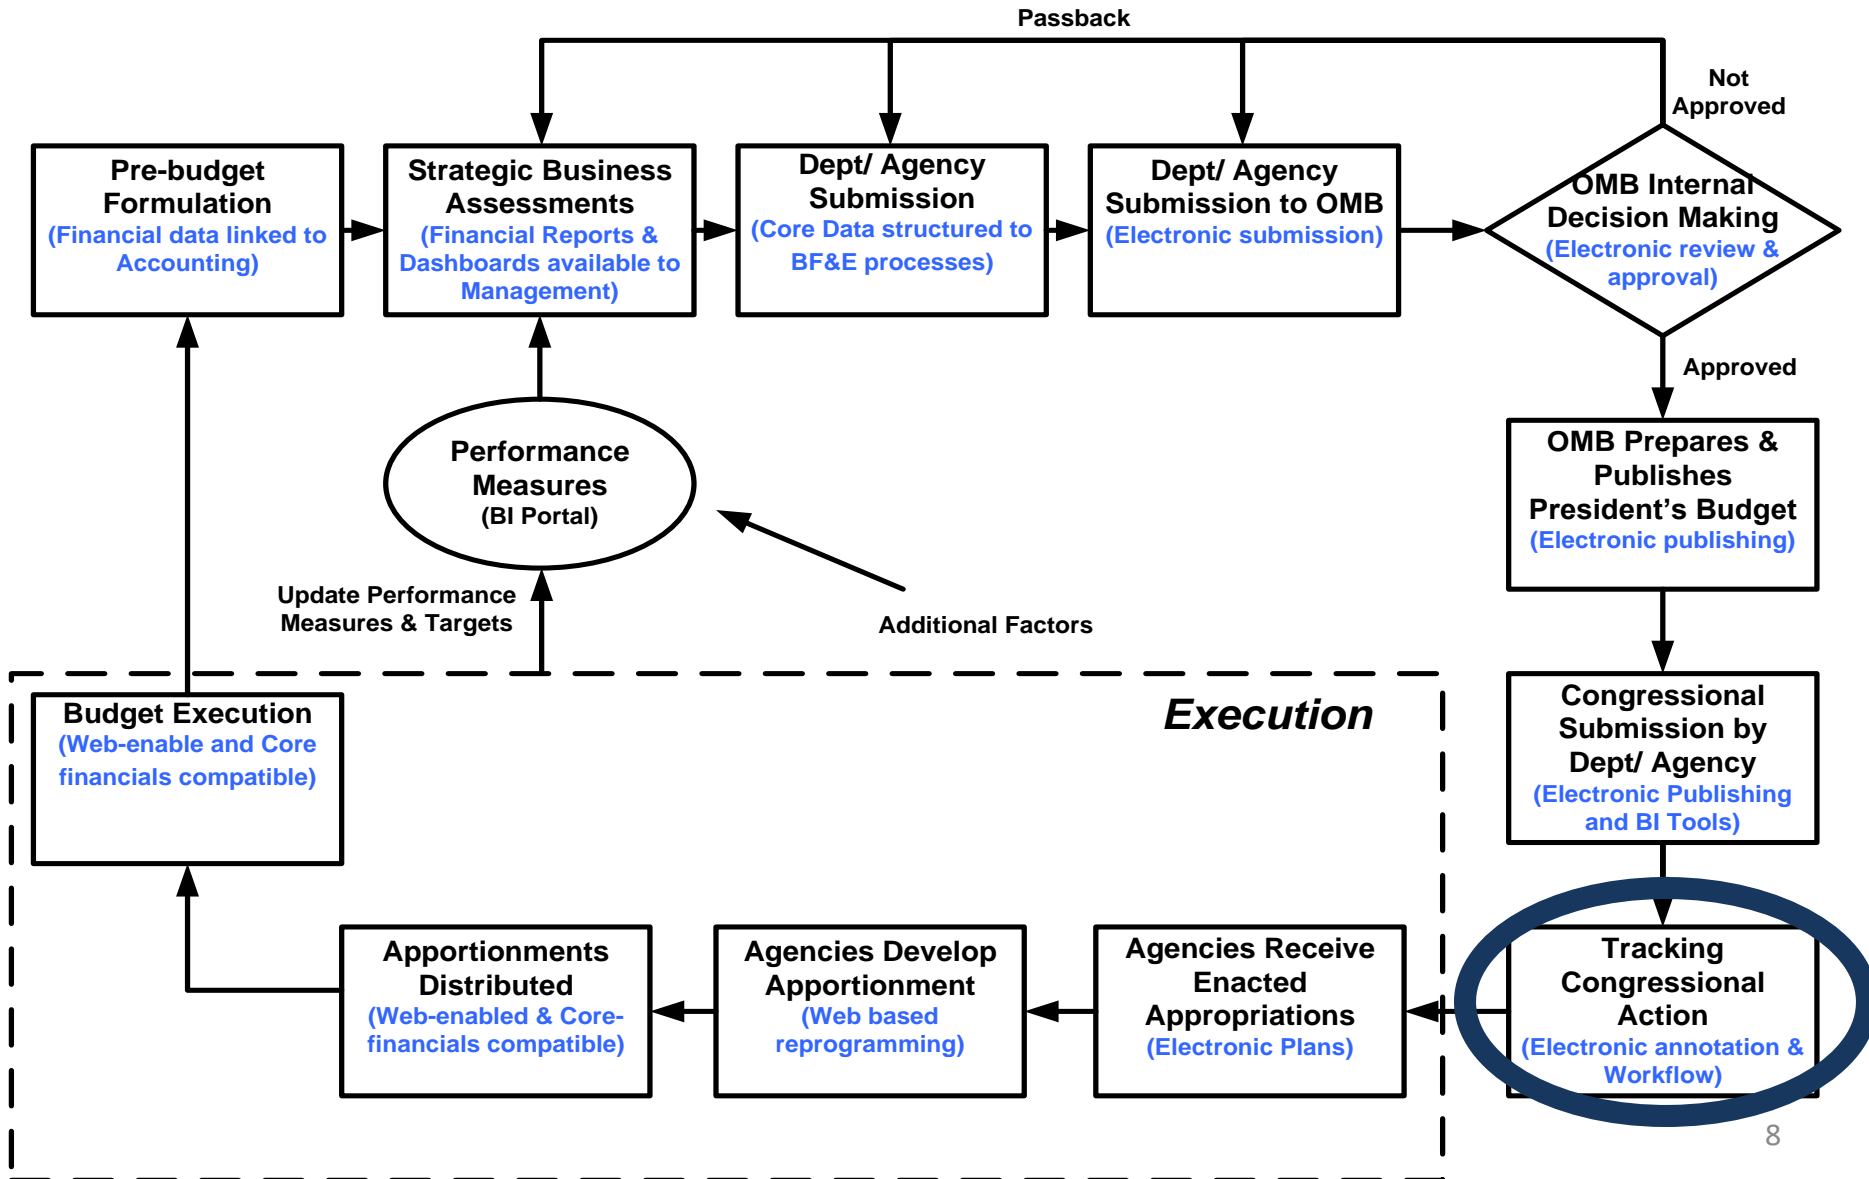 Passback
Not
Approved
Pre-budget
Formulation
(Financial data linked to
Accounting)
Strategic Business
Assessments
(Financial Reports &
Dashboards available to
Management)
Dept/ Agency
Submission
(Core Data structured to
BF&E processes)
Dept/ Agency
Submission to OMB
(Electronic submission)
OMB Internal
Decision Making
(Electronic review &
approval)
Approved
Performance
Measures
(BI Portal)
OMB Prepares &
Publishes
President’s Budget
(Electronic publishing)
Update Performance
Measures & Targets
Additional Factors
Execution
Budget Execution
(Web-enable and Core
financials compatible)
Congressional
Submission by
Dept/ Agency
(Electronic Publishing
and BI Tools)
Apportionments
Distributed
(Web-enabled & Core-
financials compatible)
Agencies Develop
Apportionment
(Web based
reprogramming)
Agencies Receive
Enacted
Appropriations
(Electronic Plans)
Tracking
Congressional
Action
(Electronic annotation &
Workflow)
8